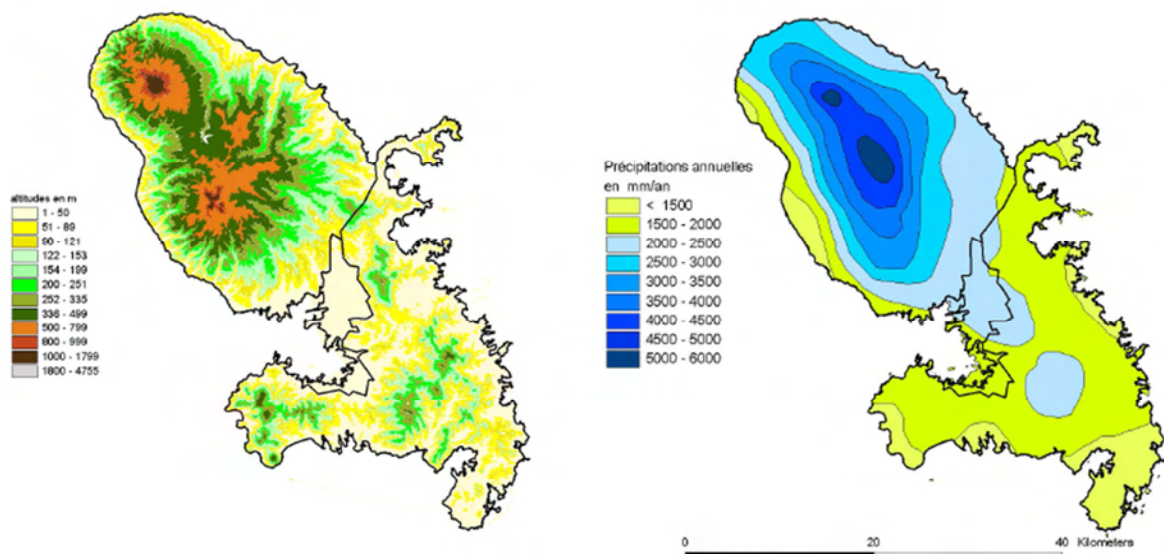 altitudes en m
1 - 50
51 - 89
90 - 121
122 - 153
154 - 199
200 - 251
252 - 335
336 - 499
500 - 799
800 - 999
1000 - 1799
1800 - 4755
Précipitations annuelles
en mm/an
< 1500
1500 - 2000
2000 - 2500
2500 - 3000
3000 - 3500
3500 - 4000
4000 - 4500
4500 - 5000
5000 - 6000
0 20 40 Kilometers